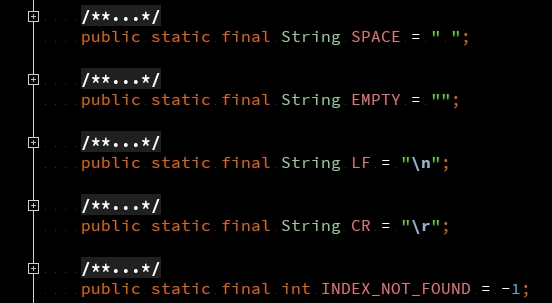 /**...*/
public static final String SPACE = " ";
/**...*/
public static final String EMPTY = "";
/**...*/
public static final String LF = "\n";
/**...*/
public static final String CR = "\r";
/**...*/
public static final int INDEX_NOT_FOUND = -1;